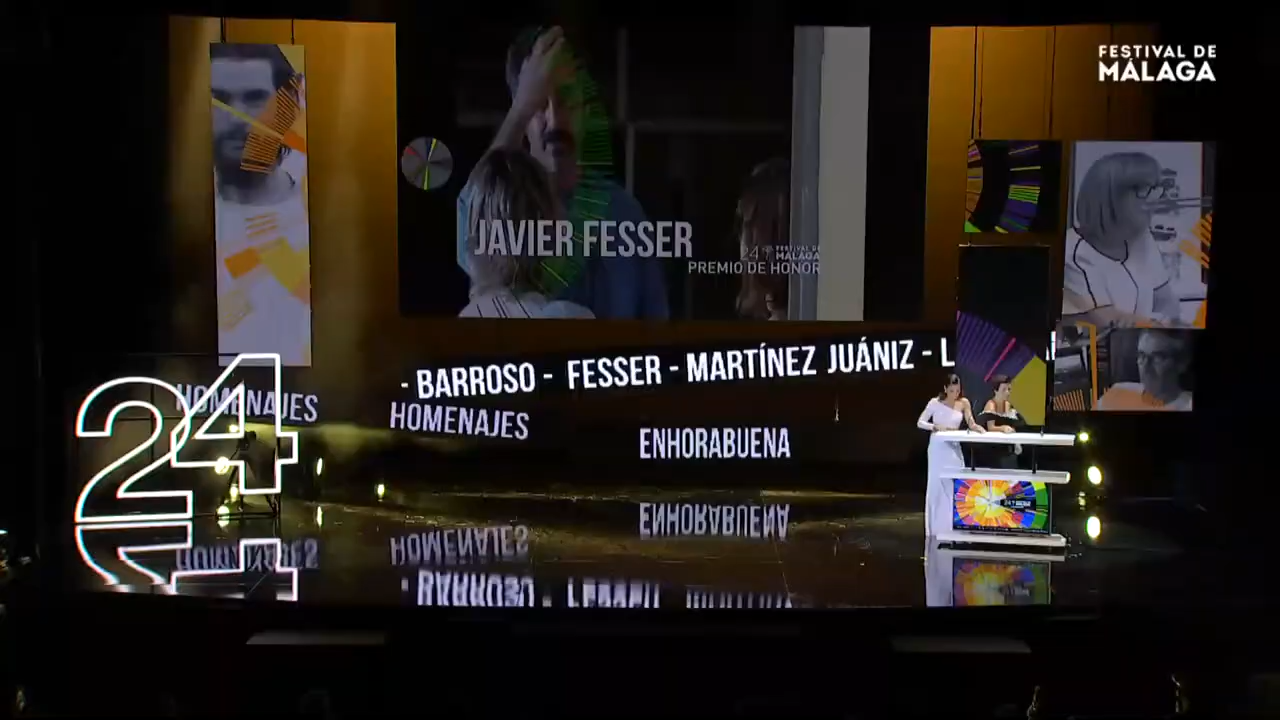 FESTIVAL DE
MÁLAGA
JAVIER FESSER
24
FESTIVAL DE
MÁLAGA
PREMIO DE HONOR
- BARROSO - FESSER - MARTÍNEZ JUÁNIZ - L
HOMENAJES
HOMENAJES
ENHORABUENA
24